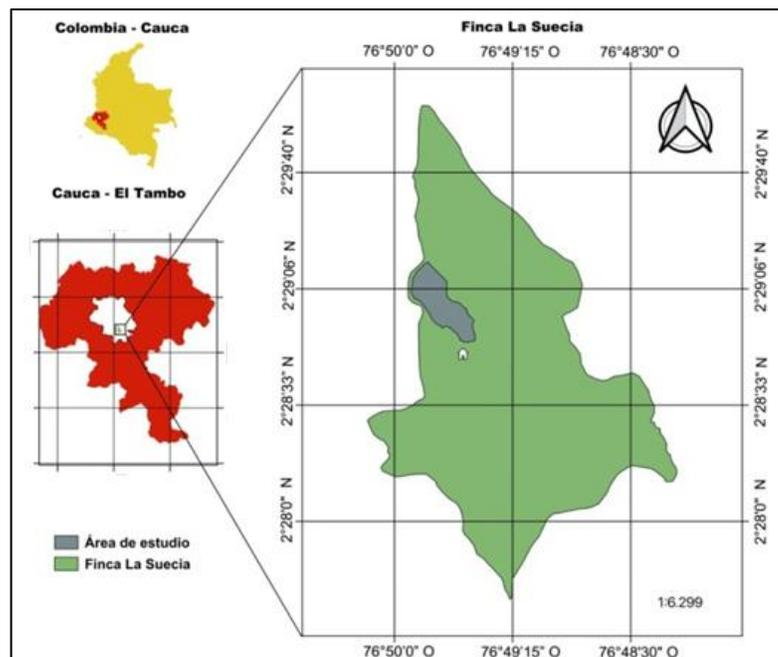 Colombia - Cauca
Cauca - El Tambo
Área de estudio
Finca La Suecia
Finca La Suecia
76°50'0" O 76°49'15" O 76°48'30" O
2°29'40" N 2°29'40" N
2°29'06" N 2°29'06" N
2°28'33" N 2°28'33" N
2°28'0" N 2°28'0" N
1:6.299
76°50'0" O 76°49'15" O 76°48'30" O